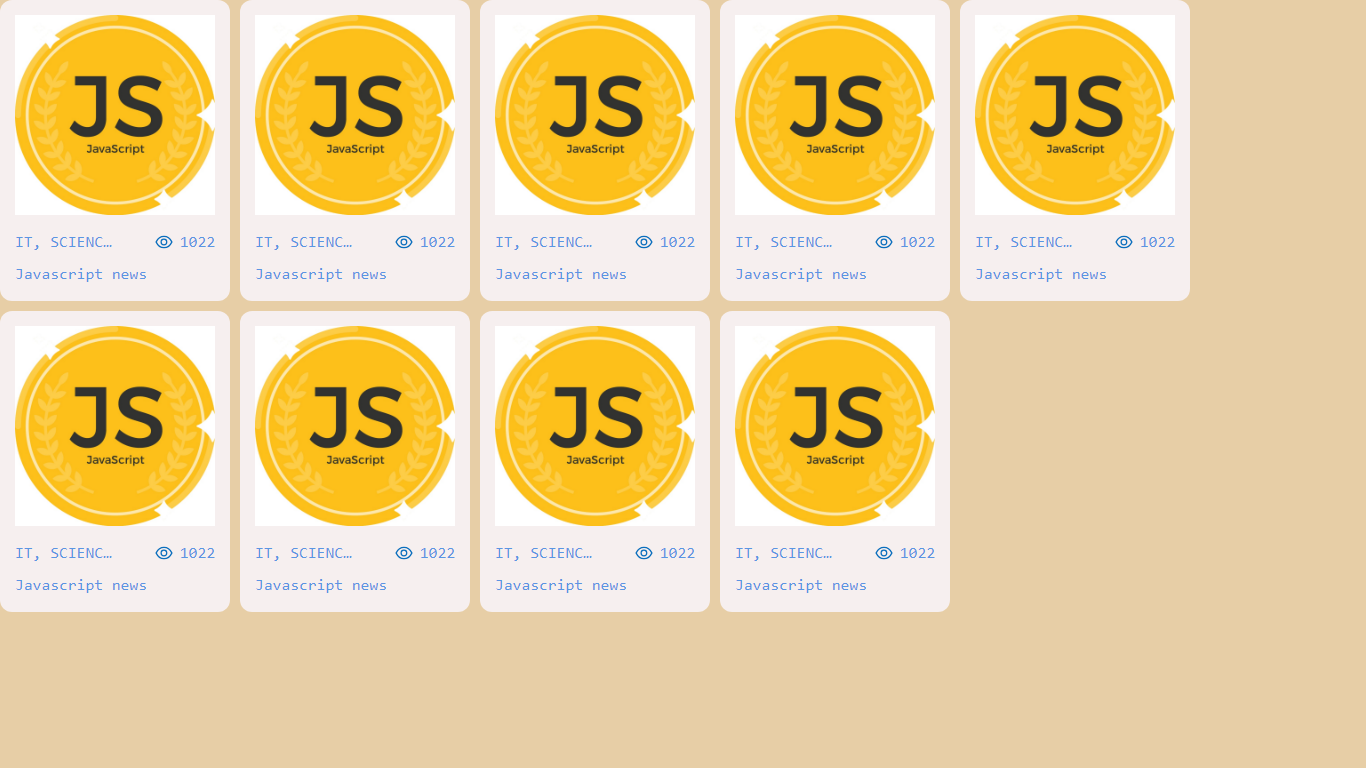 JS JS JS JS JS
JavaScript JavaScript JavaScript JavaScript JavaScript
IT, SCIENC… 1022 IT, SCIENC… 1022 IT, SCIENC… 1022 IT, SCIENC… 1022 IT, SCIENC… 1022
Javascript news Javascript news Javascript news Javascript news Javascript news
JS JS JS JS
JavaScript JavaScript JavaScript JavaScript
IT, SCIENC… 1022 IT, SCIENC… 1022 IT, SCIENC… 1022 IT, SCIENC… 1022
Javascript news Javascript news Javascript news Javascript news